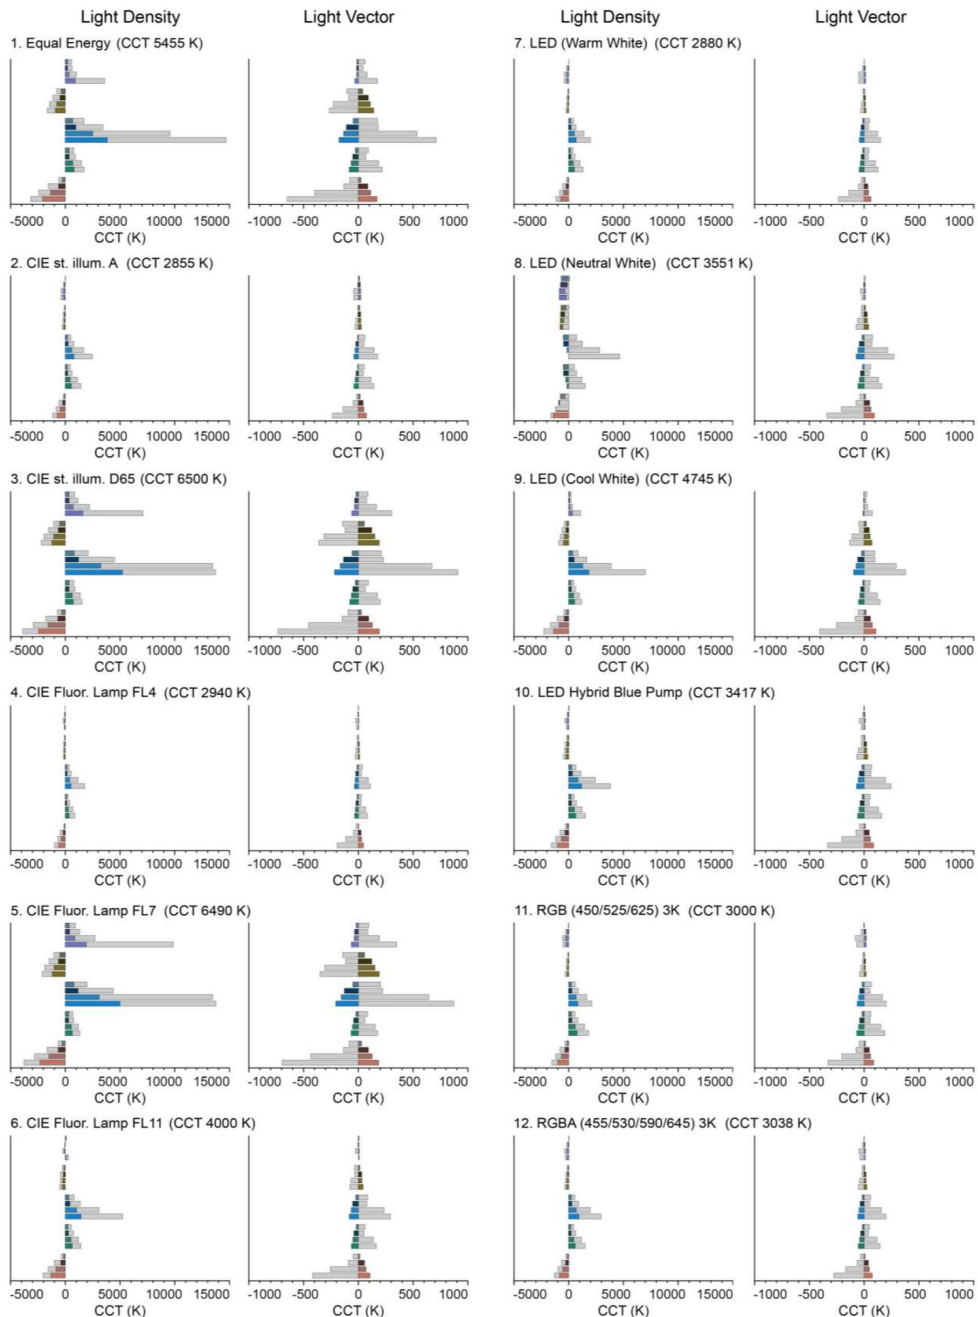 Light Density Light Vector Light Density Light Vector
1. Equal Energy (CCT 5455 K) 7. LED (Warm White) (CCT 2880 K)
-5000 0 5000 10000 15000 -1000 -500 0 500 1000 -5000 0 5000 10000 15000 -1000 -500 0 500 1000
CCT (K) CCT (K) CCT (K) CCT (K)
2. CIE st. illum. A (CCT 2855 K) 8. LED (Neutral White) (CCT 3551 K)
-5000 0 5000 10000 15000 -1000 -500 0 500 1000 -5000 0 5000 10000 15000 -1000 -500 0 500 1000
CCT (K) CCT (K) CCT (K) CCT (K)
3. CIE st. illum. D65 (CCT 6500 K) 9. LED (Cool White) (CCT 4745 K)
-5000 0 5000 10000 15000 -1000 -500 0 500 1000 -5000 0 5000 10000 15000 -1000 -500 0 500 1000
CCT (K) CCT (K) CCT (K) CCT (K)
4. CIE Fluor. Lamp FL4 (CCT 2940 K) 10. LED Hybrid Blue Pump (CCT 3417 K)
-5000 0 5000 10000 15000 -1000 -500 0 500 1000 -5000 0 5000 10000 15000 -1000 -500 0 500 1000
CCT (K) CCT (K) CCT (K) CCT (K)
5. CIE Fluor. Lamp FL7 (CCT 6490 K) 11. RGB (450/525/625) 3K (CCT 3000 K)
-5000 0 5000 10000 15000 -1000 -500 0 500 1000 -5000 0 5000 10000 15000 -1000 -500 0 500 1000
CCT (K) CCT (K) CCT (K) CCT (K)
6. CIE Fluor. Lamp FL11 (CCT 4000 K) 12. RGBA (455/530/590/645) 3K (CCT 3038 K)
-5000 0 5000 10000 15000 -1000 -500 0 500 1000 -5000 0 5000 10000 15000 -1000 -500 0 500 1000
CCT (K) CCT (K) CCT (K) CCT (K)